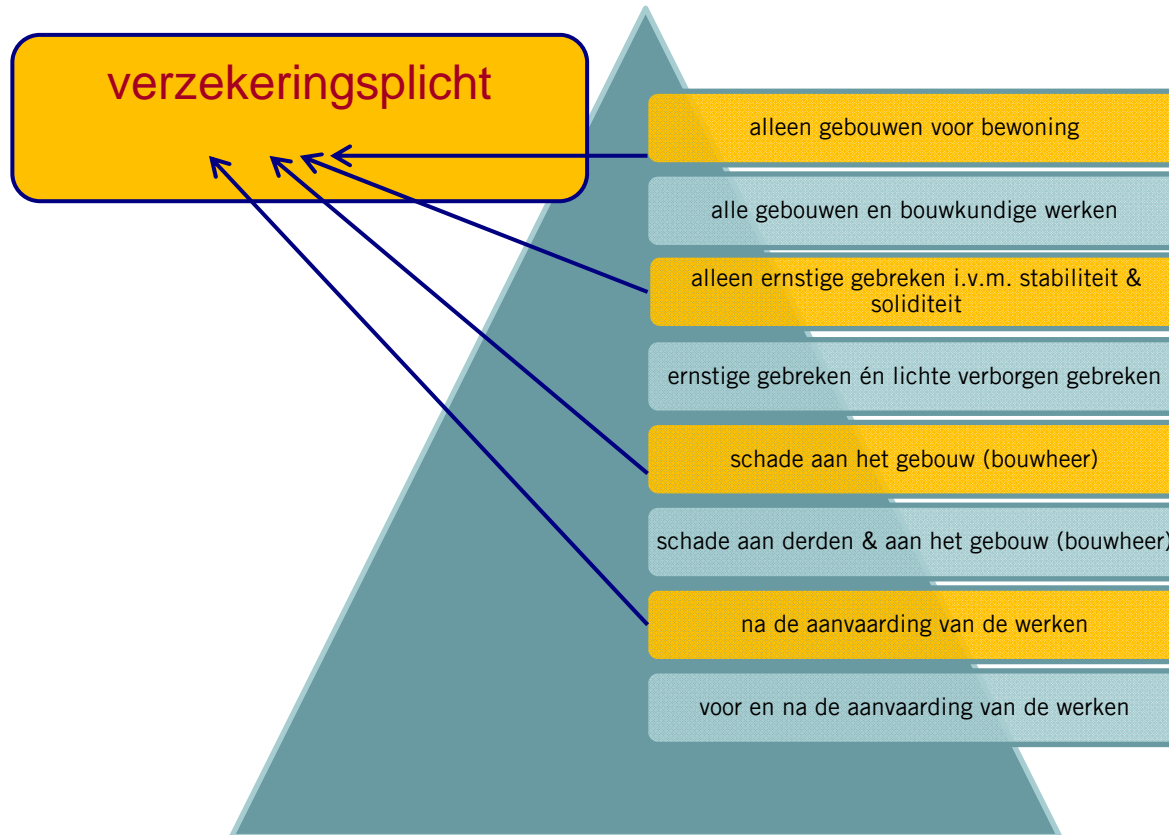 verzekeringsplicht
alleen gebouwen voor bewoning
alle gebouwen en bouwkundige werken
alleen ernstige gebreken i.v.m. stabiliteit &
soliditeit
ernstige gebreken én lichte verborgen gebreken
schade aan het gebouw (bouwheer)
schade aan derden & aan het gebouw (bouwheer)
na de aanvaarding van de werken
voor en na de aanvaarding van de werken